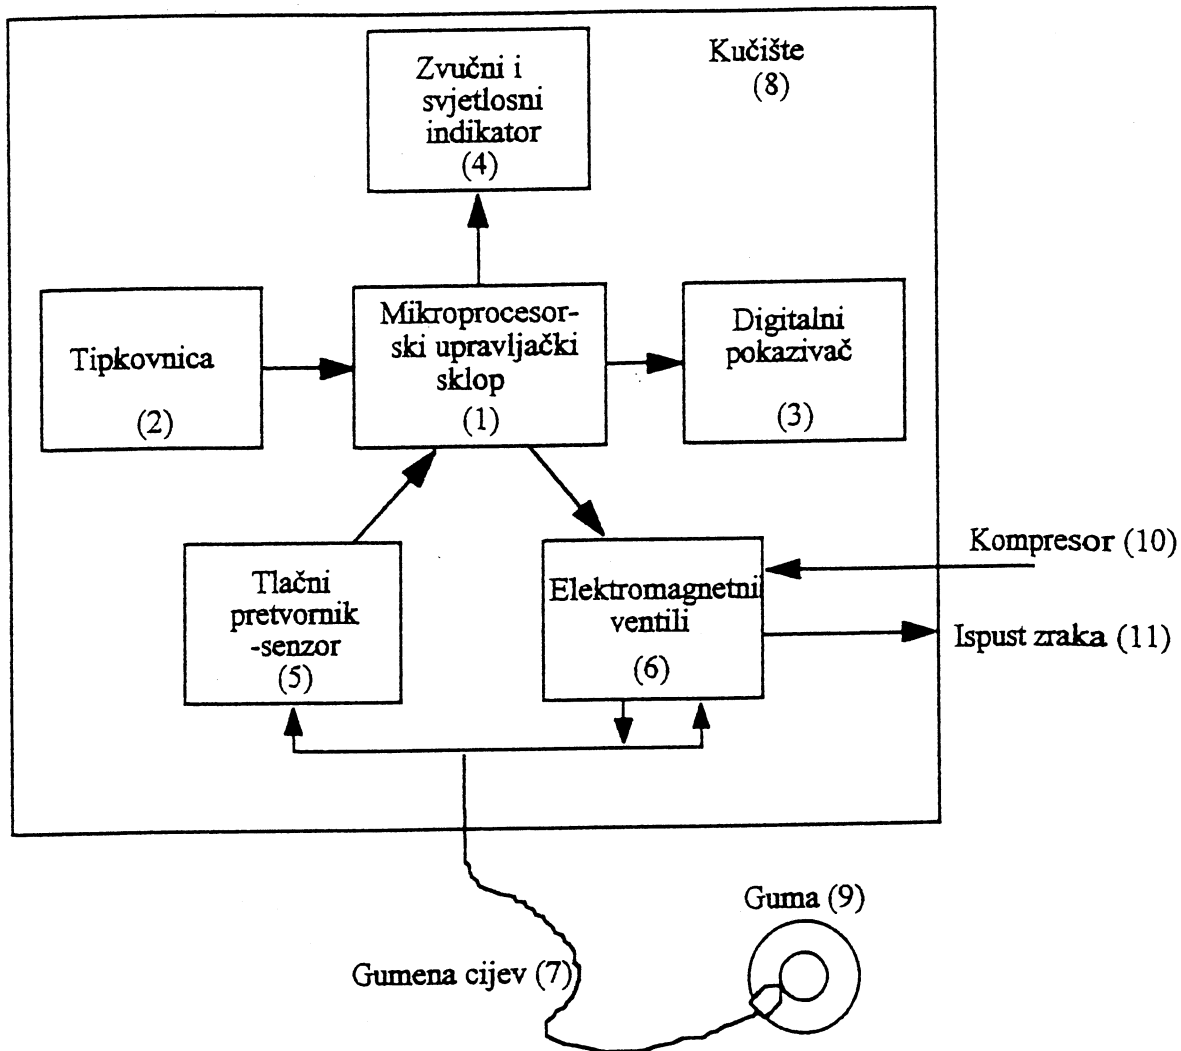 Zvučni i
svjetlosni
indikator
(4)
Kučište
(8)
Tipkovnica
(2)
Mikroprocesor-
ski upravljački
sklop
(1)
Digitalni
pokazivač
(3)
Tlačni
pretvornik
-senzor
(5)
Elektromagnetni
ventili
(6)
Kompresor (10)
Ispust zraka (11)
Guma (9)
Gumena cijev (7)